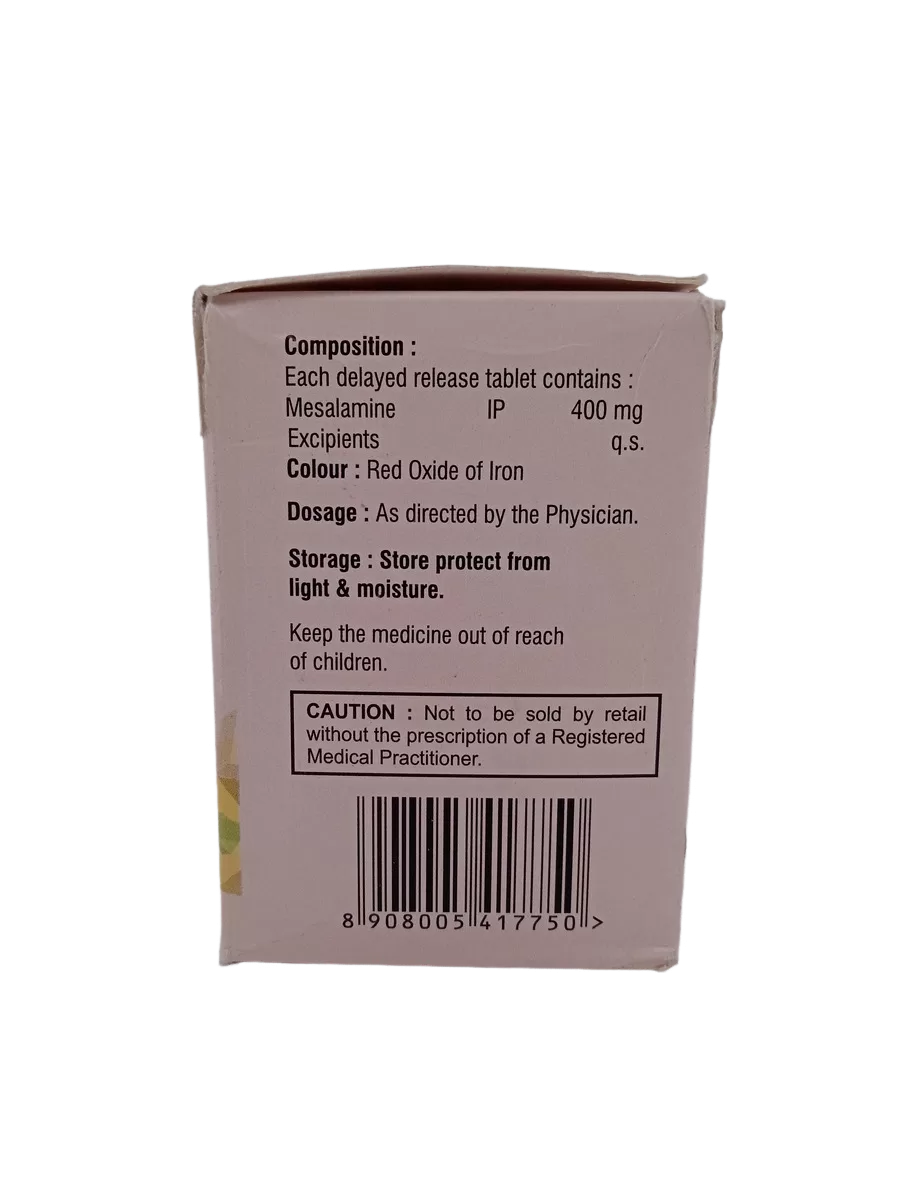 Composition :
Each delayed release tablet contains :
Mesalamine IP 400 mg
Excipients q.s.
Colour : Red Oxide of Iron
Dosage : As directed by the Physician.
Storage : Store protect from
light & moisture.
Keep the medicine out of reach
of children.
CAUTION : Not to be sold by retail
without the prescription of a Registered
Medical Practitioner.
8 908005 417750 >